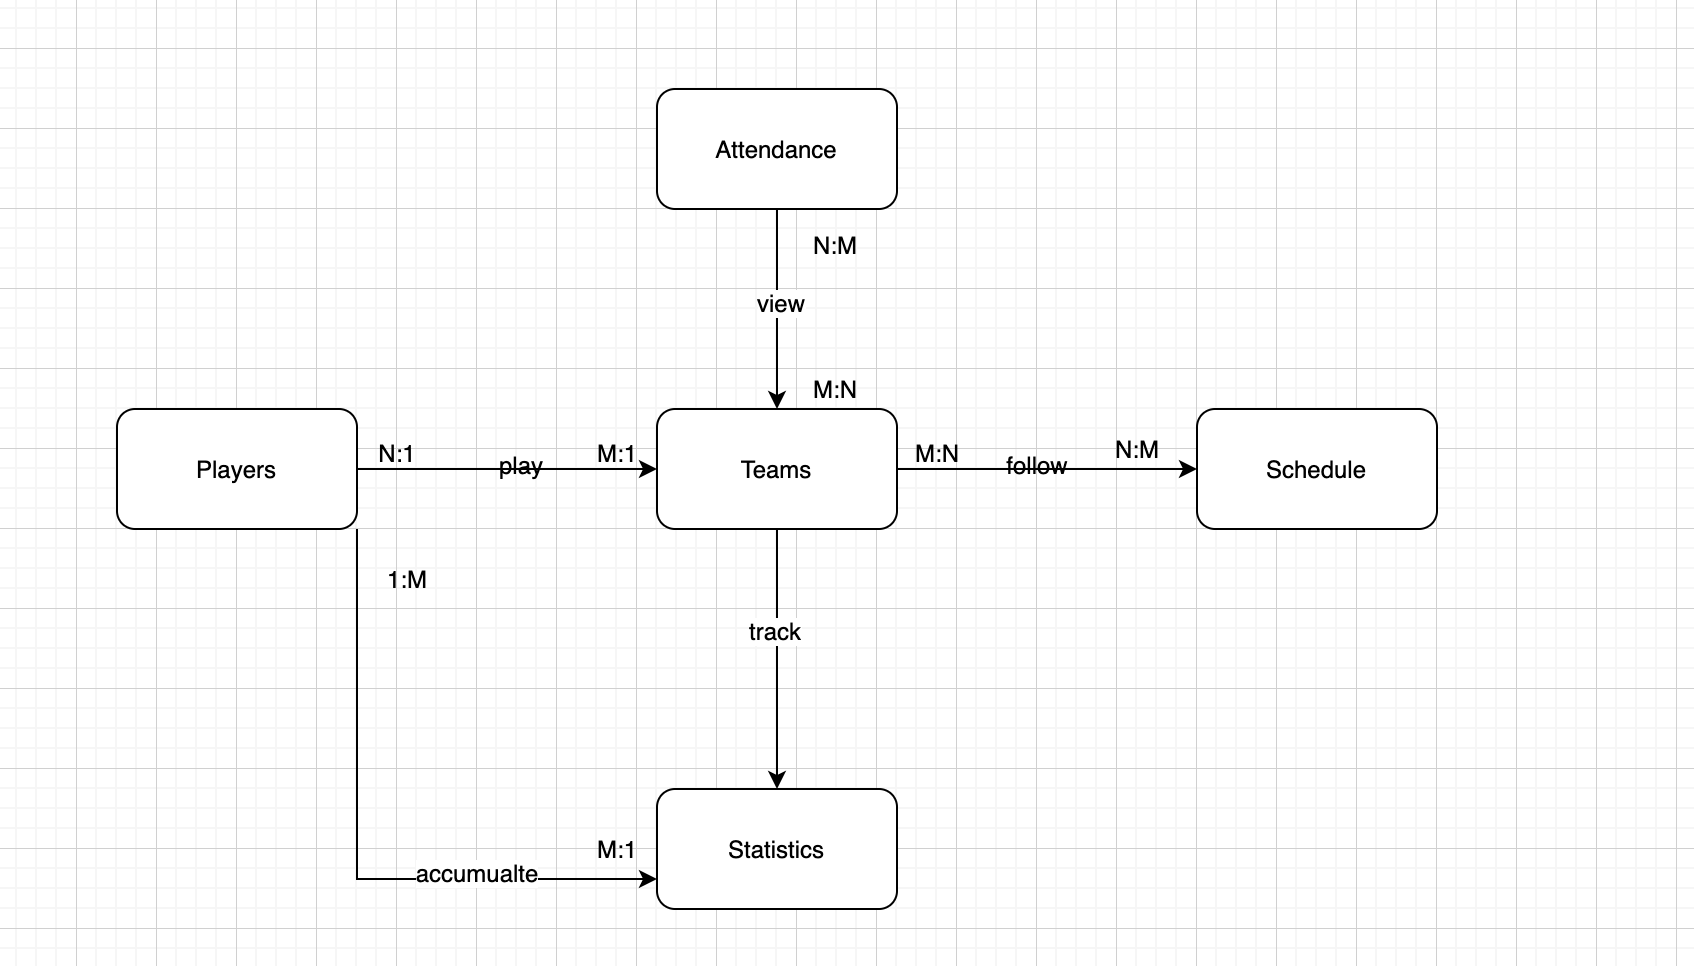 Attendance
N:M
view
M:N
Players
N:1
play
M:1
Teams
M:N
follow
N:M
Schedule
1:M
track
M:1
accumualte
Statistics